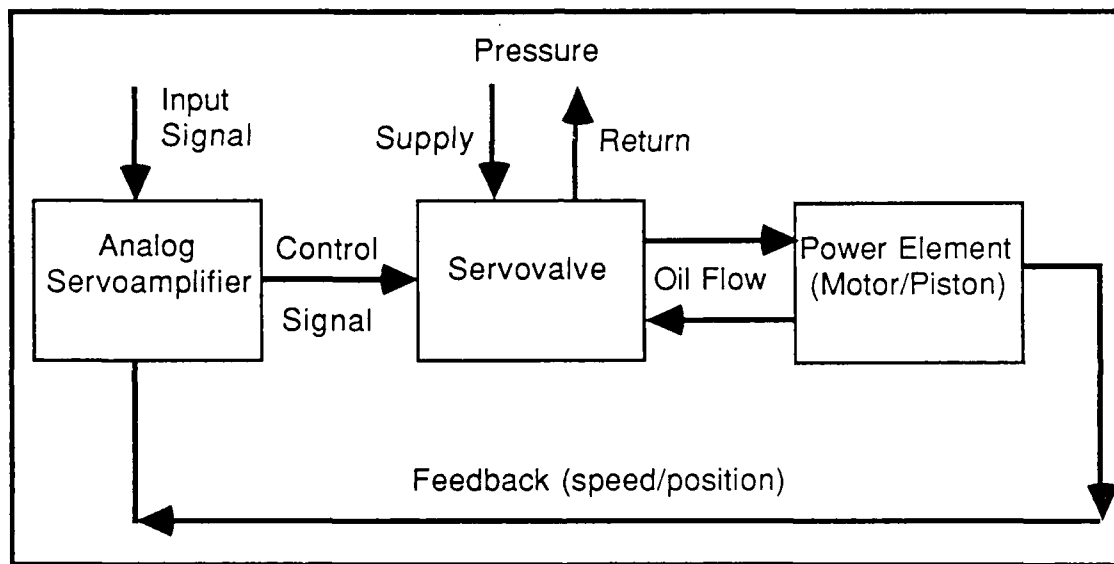 Pressure
Input
Signal
Supply
Return
Analog
Servoamplifier
Control
Signal
Servovalve
Oil Flow
Power Element
(Motor/Piston)
Feedback (speed/position)